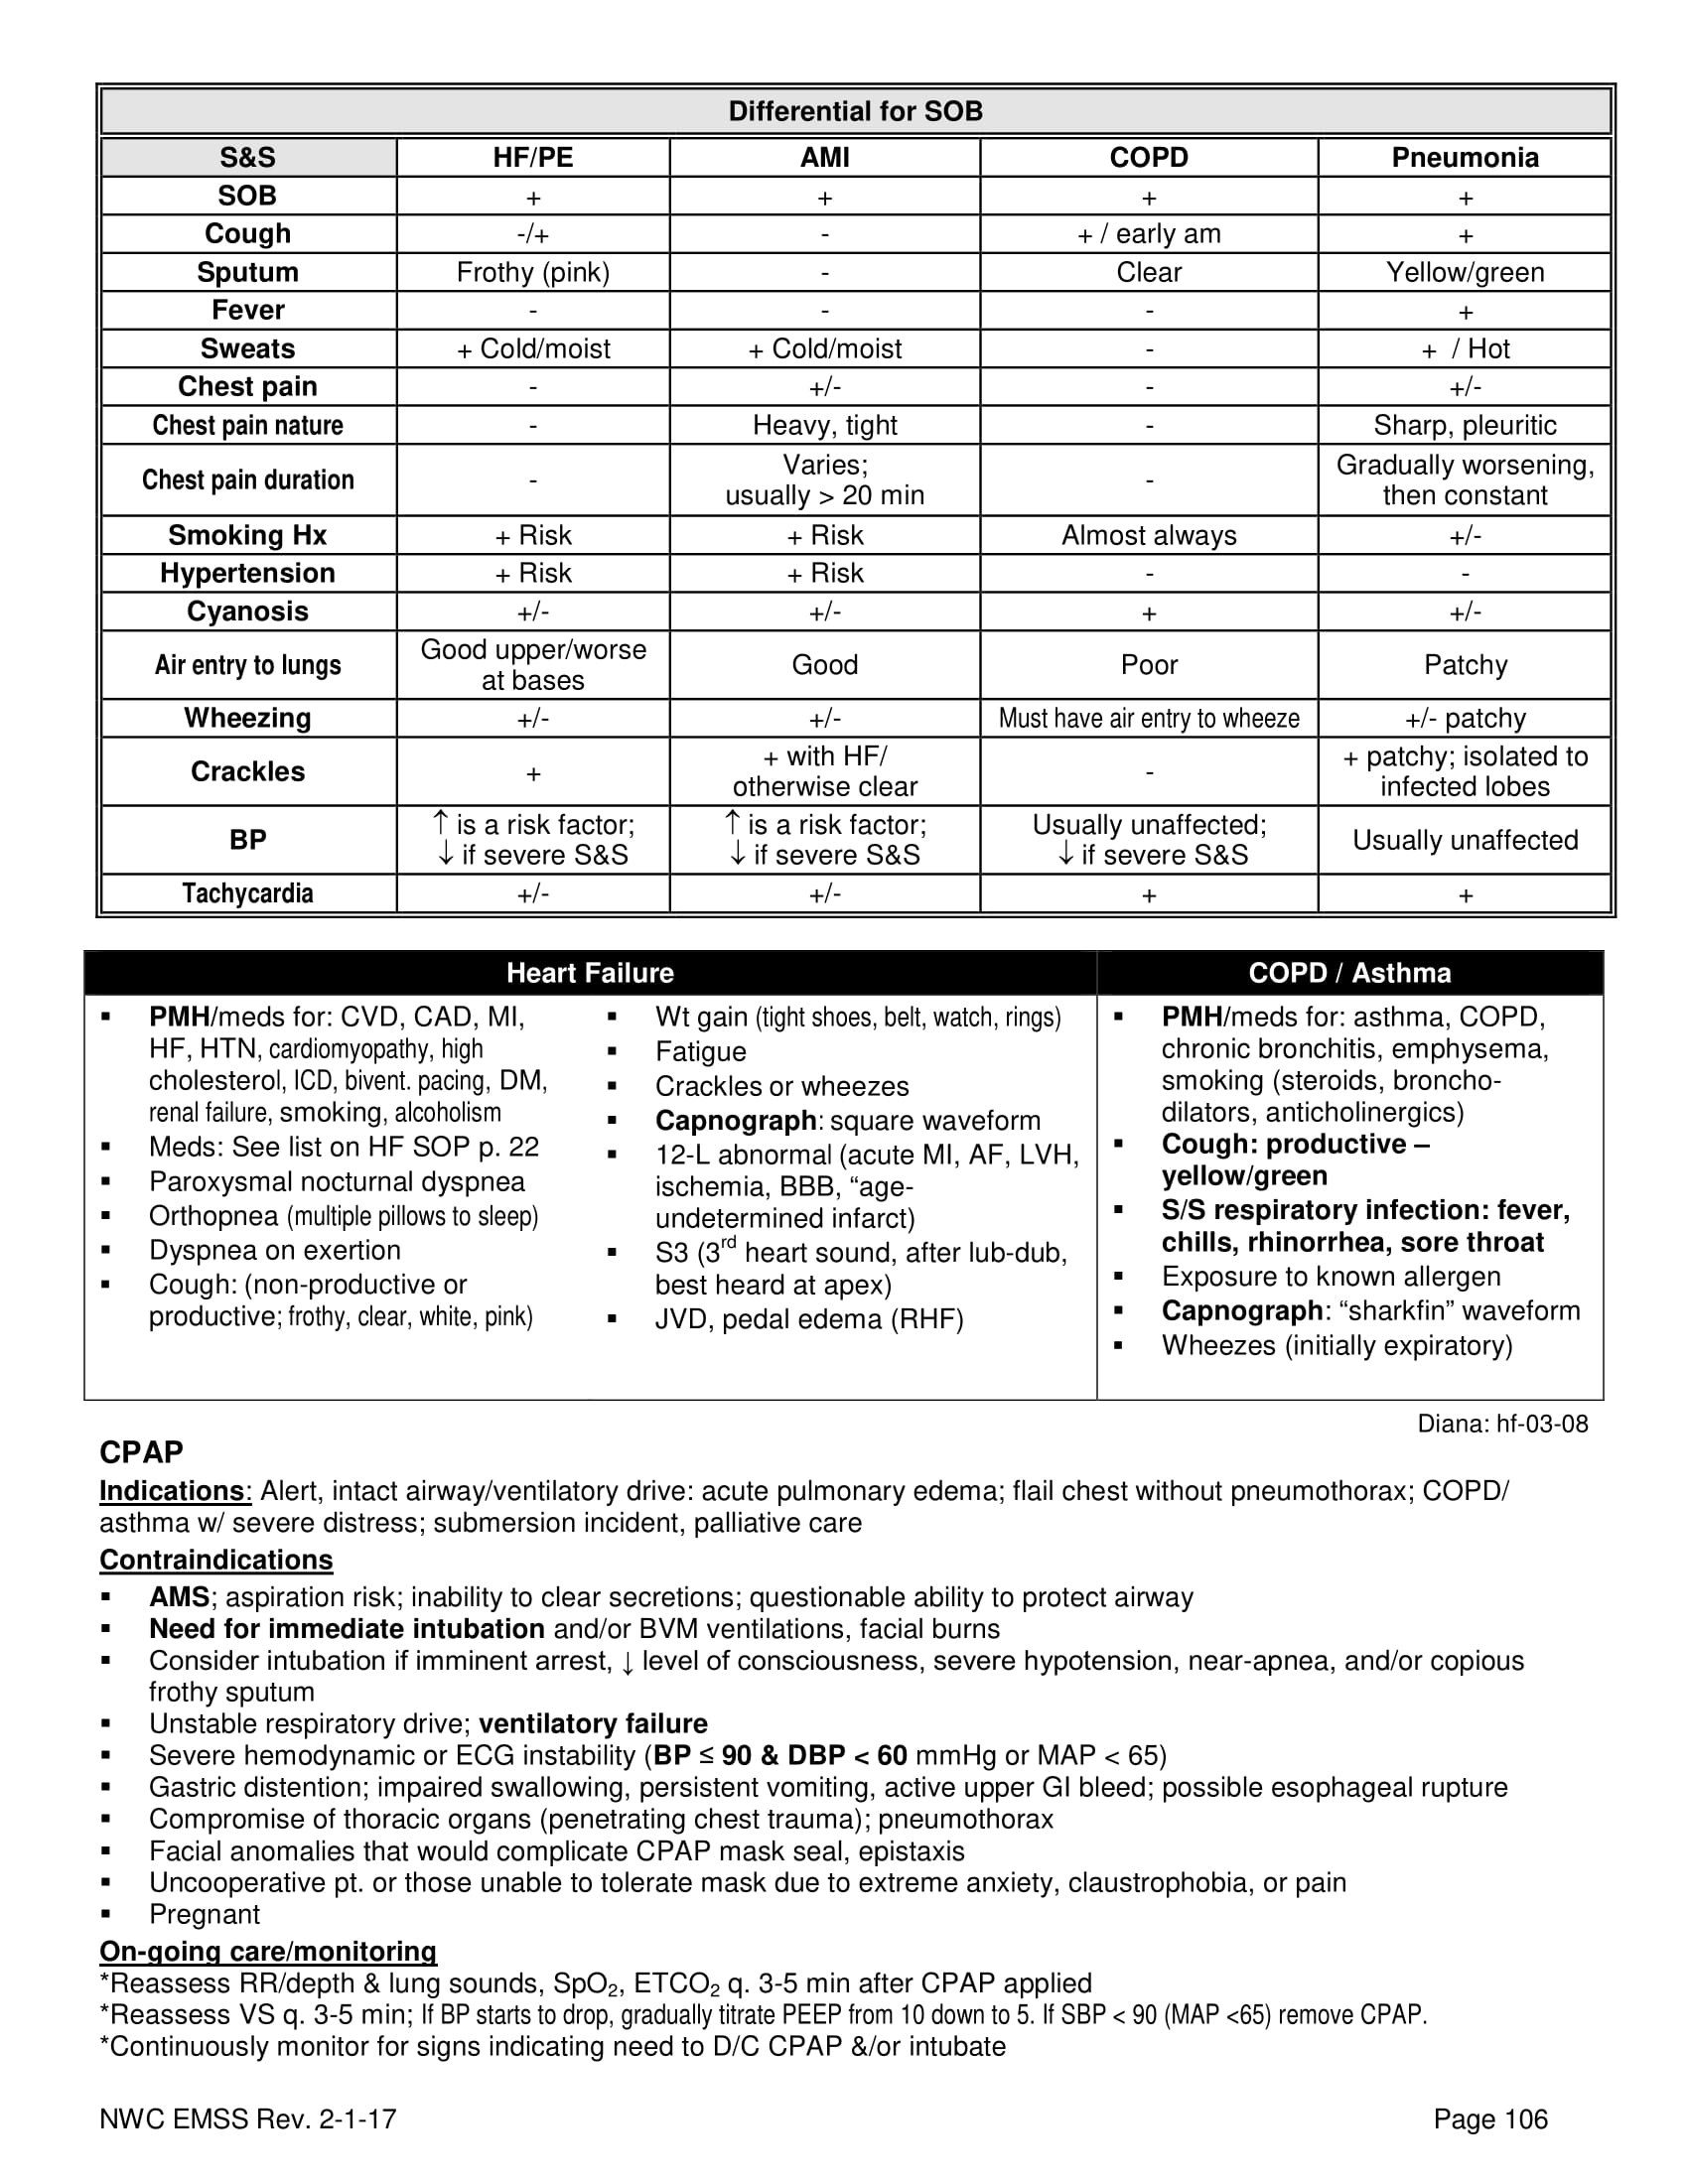 Differential for SOB
S&S HF/PE AMI COPD Pneumonia
SOB + + + +
Cough -/+ - + / early am +
Sputum Frothy (pink) - Clear Yellow/green
Fever - - - +
Sweats + Cold/moist + Cold/moist - + / Hot
Chest pain - +/- - +/-
Chest pain nature - Heavy, tight - Sharp, pleuritic
Chest pain duration - Varies; usually > 20 min - Gradually worsening, then constant
Smoking Hx + Risk + Risk Almost always +/-
Hypertension + Risk + Risk - -
Cyanosis +/- +/- + +/-
Air entry to lungs Good upper/worse at bases Good Poor Patchy
Wheezing +/- +/- Must have air entry to wheeze +/- patchy
Crackles + + with HF/ otherwise clear - + patchy; isolated to infected lobes
BP ↑ is a risk factor; ↓ if severe S&S ↑ is a risk factor; ↓ if severe S&S Usually unaffected; ↓ if severe S&S Usually unaffected
Tachycardia +/- +/- + +
Heart Failure
▪ PMH/meds for: CVD, CAD, MI,
HF, HTN, cardiomyopathy, high
cholesterol, ICD, bivent. pacing, DM,
renal failure, smoking, alcoholism
▪ Meds: See list on HF SOP p. 22
▪ Paroxysmal nocturnal dyspnea
▪ Orthopnea (multiple pillows to sleep)
▪ Dyspnea on exertion
▪ Cough: (non-productive or
productive; frothy, clear, white, pink)
▪ Wt gain (tight shoes, belt, watch, rings)
▪ Fatigue
▪ Crackles or wheezes
▪ Capnograph: square waveform
▪ 12-L abnormal (acute MI, AF, LVH,
ischemia, BBB, “age-
undetermined infarct)
▪ S3 (3rd heart sound, after lub-dub,
best heard at apex)
▪ JVD, pedal edema (RHF)
COPD / Asthma
▪ PMH/meds for: asthma, COPD,
chronic bronchitis, emphysema,
smoking (steroids, broncho-
dilators, anticholinergics)
▪ Cough: productive –
yellow/green
▪ S/S respiratory infection: fever,
chills, rhinorrhea, sore throat
▪ Exposure to known allergen
▪ Capnograph: “sharkfin” waveform
▪ Wheezes (initially expiratory)
Diana: hf-03-08
CPAP
Indications: Alert, intact airway/ventilatory drive: acute pulmonary edema; flail chest without pneumothorax; COPD/
asthma w/ severe distress; submersion incident, palliative care
Contraindications
▪ AMS; aspiration risk; inability to clear secretions; questionable ability to protect airway
▪ Need for immediate intubation and/or BVM ventilations, facial burns
▪ Consider intubation if imminent arrest, ↓ level of consciousness, severe hypotension, near-apnea, and/or copious
frothy sputum
▪ Unstable respiratory drive; ventilatory failure
▪ Severe hemodynamic or ECG instability (BP ≤ 90 & DBP < 60 mmHg or MAP < 65)
▪ Gastric distention; impaired swallowing, persistent vomiting, active upper GI bleed; possible esophageal rupture
▪ Compromise of thoracic organs (penetrating chest trauma); pneumothorax
▪ Facial anomalies that would complicate CPAP mask seal, epistaxis
▪ Uncooperative pt. or those unable to tolerate mask due to extreme anxiety, claustrophobia, or pain
▪ Pregnant
On-going care/monitoring
*Reassess RR/depth & lung sounds, SpO2, ETCO2 q. 3-5 min after CPAP applied
*Reassess VS q. 3-5 min; If BP starts to drop, gradually titrate PEEP from 10 down to 5. If SBP < 90 (MAP <65) remove CPAP.
*Continuously monitor for signs indicating need to D/C CPAP &/or intubate
NWC EMSS Rev. 2-1-17 Page 106